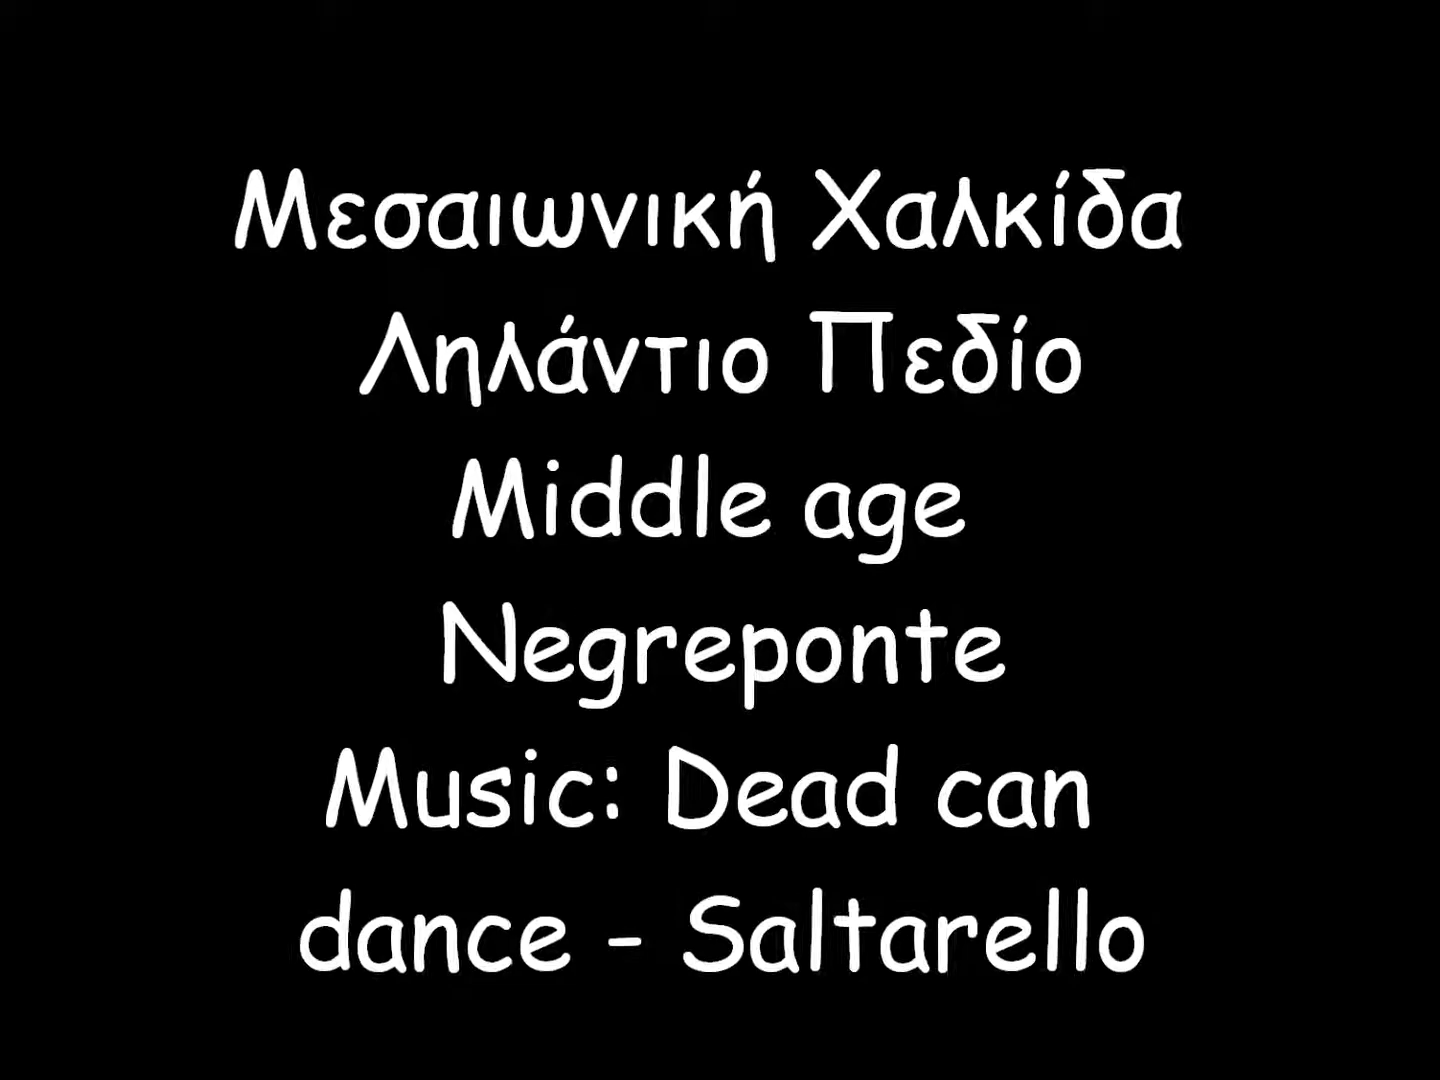 Μεσαιωνική Χαλκίδα
Ληλάντιο Πεδίο
Middle age
Negreponte
Music: Dead can
dance - Saltarello